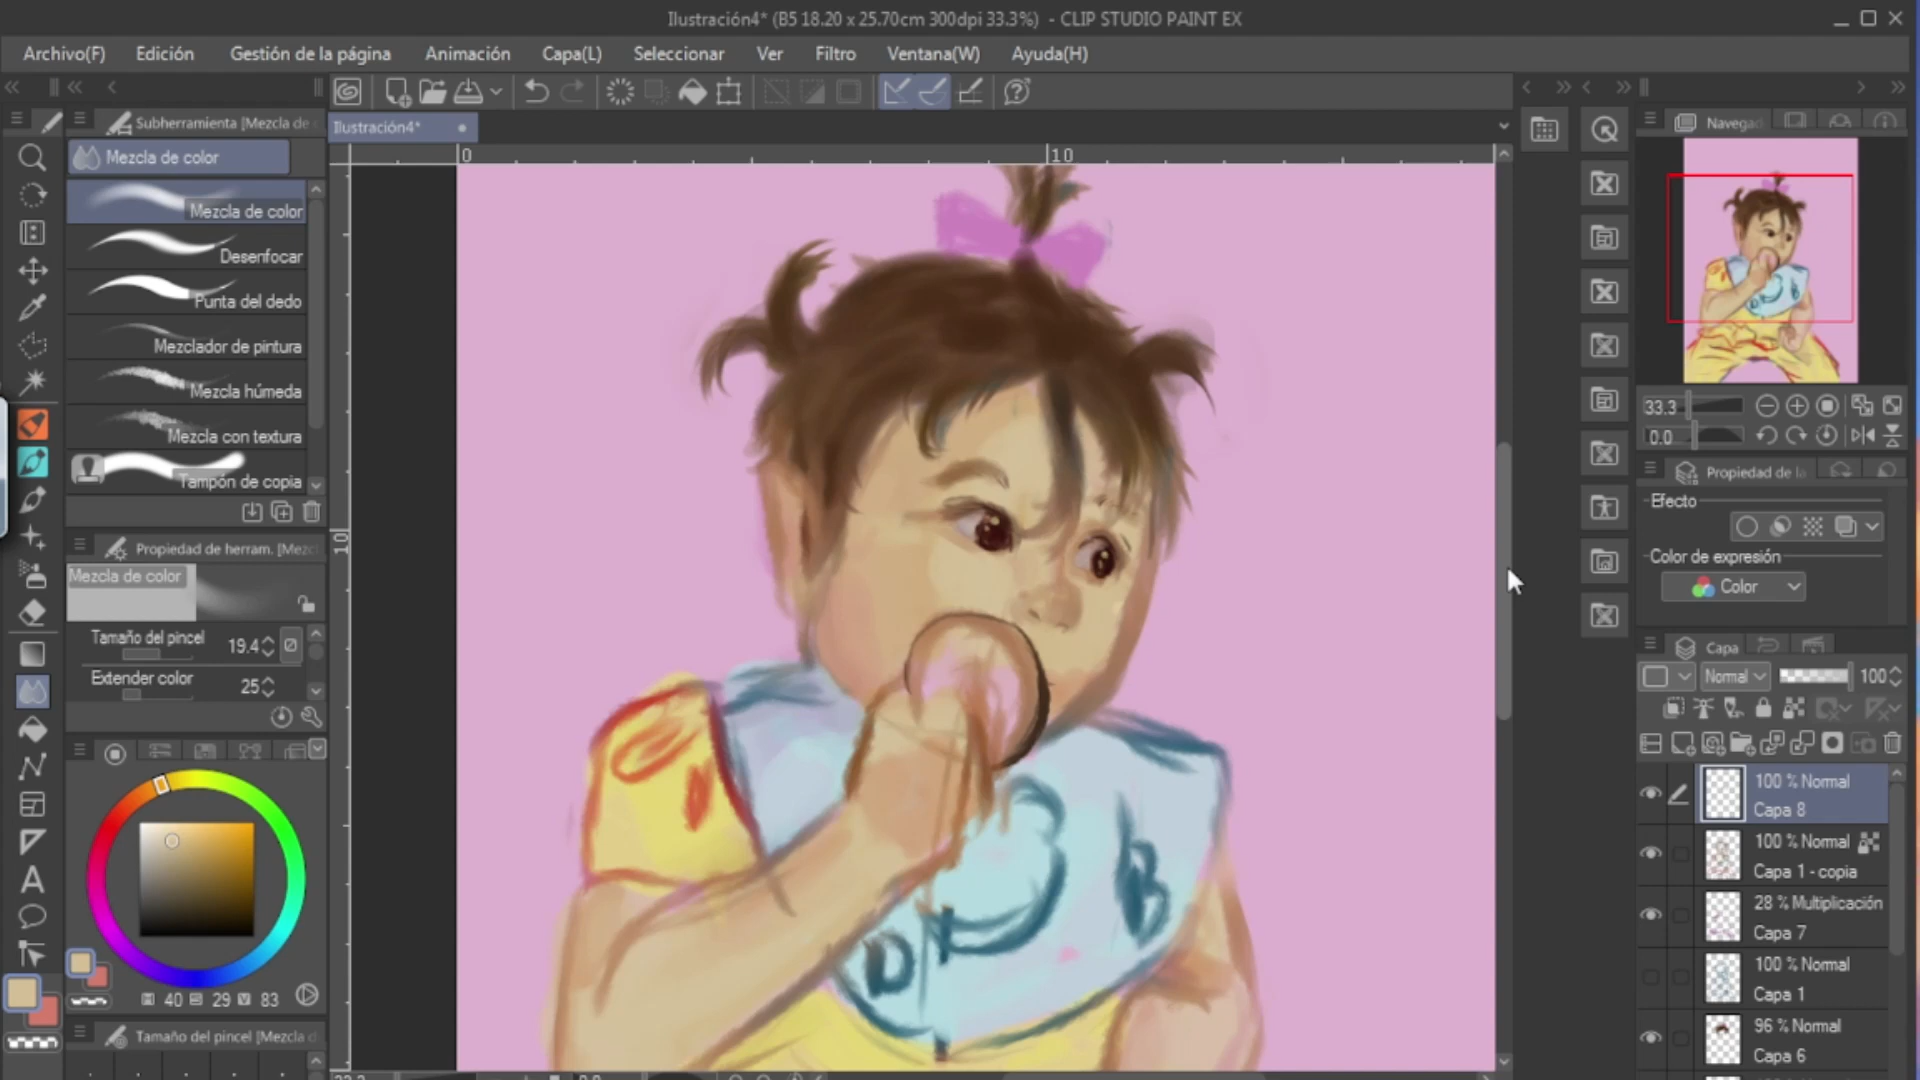 Ilustración4* (B5 18.20 x 25.70cm 300dpi 33.3%) - CLIP STUDIO PAINT EX
Archivo(F) Edición Gestión de la página Animación Capa(L) Seleccionar Ver Filtro Ventana(W) Ayuda(H)
Subherramienta [Mezcla de
Ilustración4*
Navegad
Mezcla de color
0 10
Mezcla de color
Desenfocar
Punta del dedo
Mezclador de pintura
Mezcla húmeda
Mezcla con textura
Tampón de copia
33.3
0.0
Propiedad de la
Efecto
Color de expresión
Color
10
Propiedad de herram. [Mezc
Mezcla de color
Tamaño del pincel 19.4
Extender color 25
Capa
Normal 100
100 % Normal
Capa 8
100 % Normal
Capa 1 - copia
28 % Multiplicación
Capa 7
100 % Normal
Capa 1
96 % Normal
Capa 6
B
D
40 29 83
Tamaño del pincel [Mezcla d